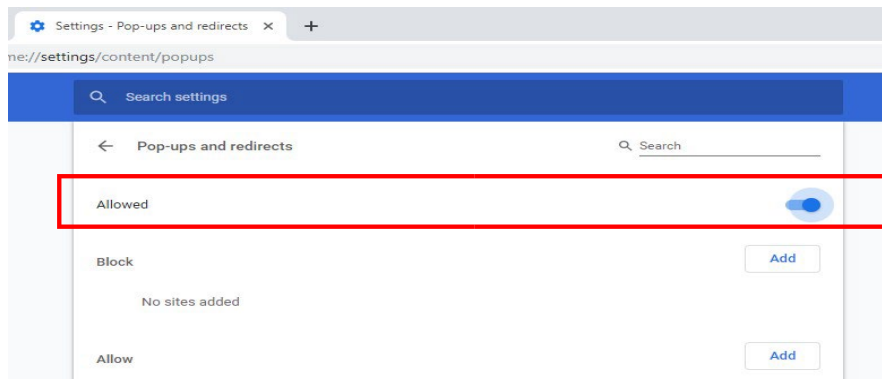 Settings - Pop-ups and redirects
me://settings/content/popups
Search settings
Pop-ups and redirects Search
Allowed
Block Add
No sites added
Allow Add